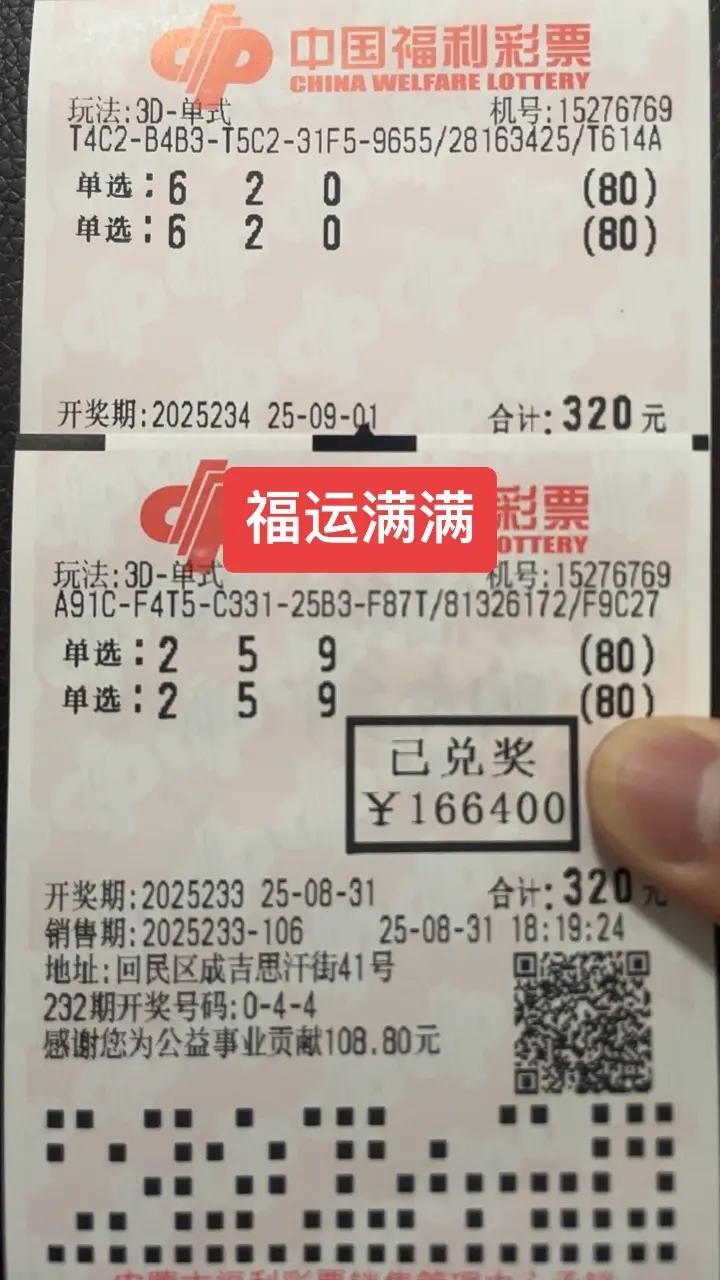 中国福利彩票
CHINA WELFARE LOTTERY
玩法:3D-单式 机号:15276769
T4C2-B4B3-T5C2-31F5-9655/28163425/T614A
单选:6 2 0 (80)
单选:6 2 0 (80)
开奖期:2025234 25-09-01 合计:320元
福运满满
彩票
OTTERY
玩法:3D-单式 机号:15276769
A91C-F4T5-C331-25B3-F87T/81326172/F9C27
单选:2 5 9 (80)
单选:2 5 9 (80)
已兑奖
¥166400
开奖期:2025233 25-08-31 合计:320元
销售期:2025233-106 25-08-31 18:19:24
地址:回民区成吉思汗街41号
232期开奖号码:0-4-4
感谢您为公益事业贡献108.80元